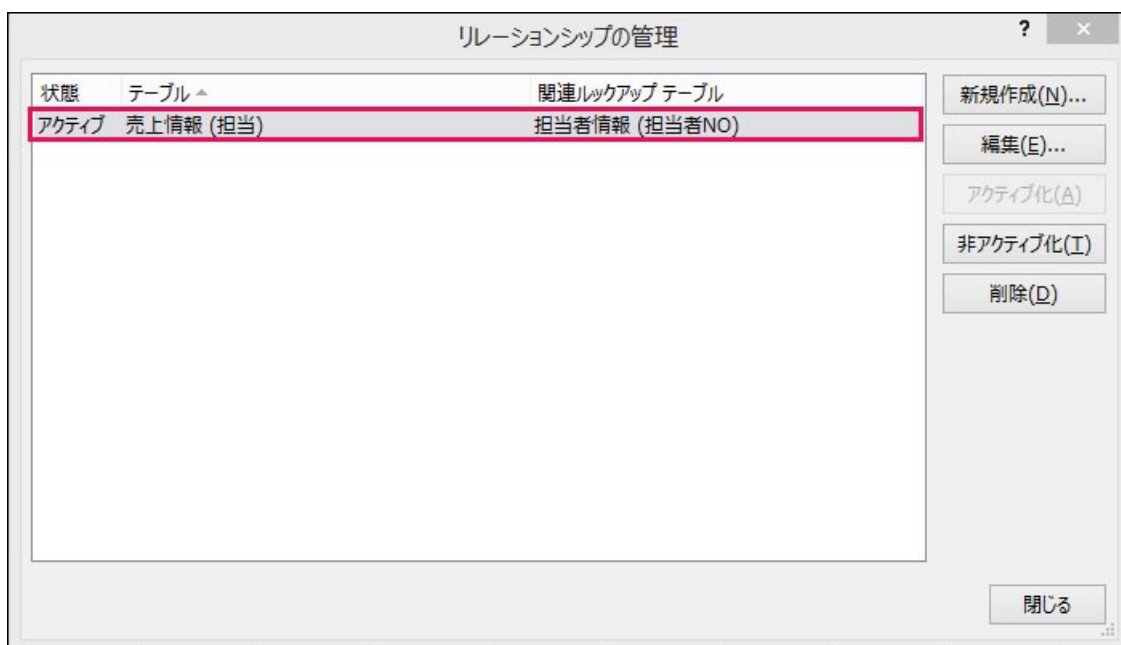 リレーションシップの管理
?
状態 テーブル 関連ルックアップ テーブル
アクティブ 売上情報 (担当) 担当者情報 (担当者NO)
新規作成(N)...
編集(E)...
アクティブ化(A)
非アクティブ化(T)
削除(D)
閉じる